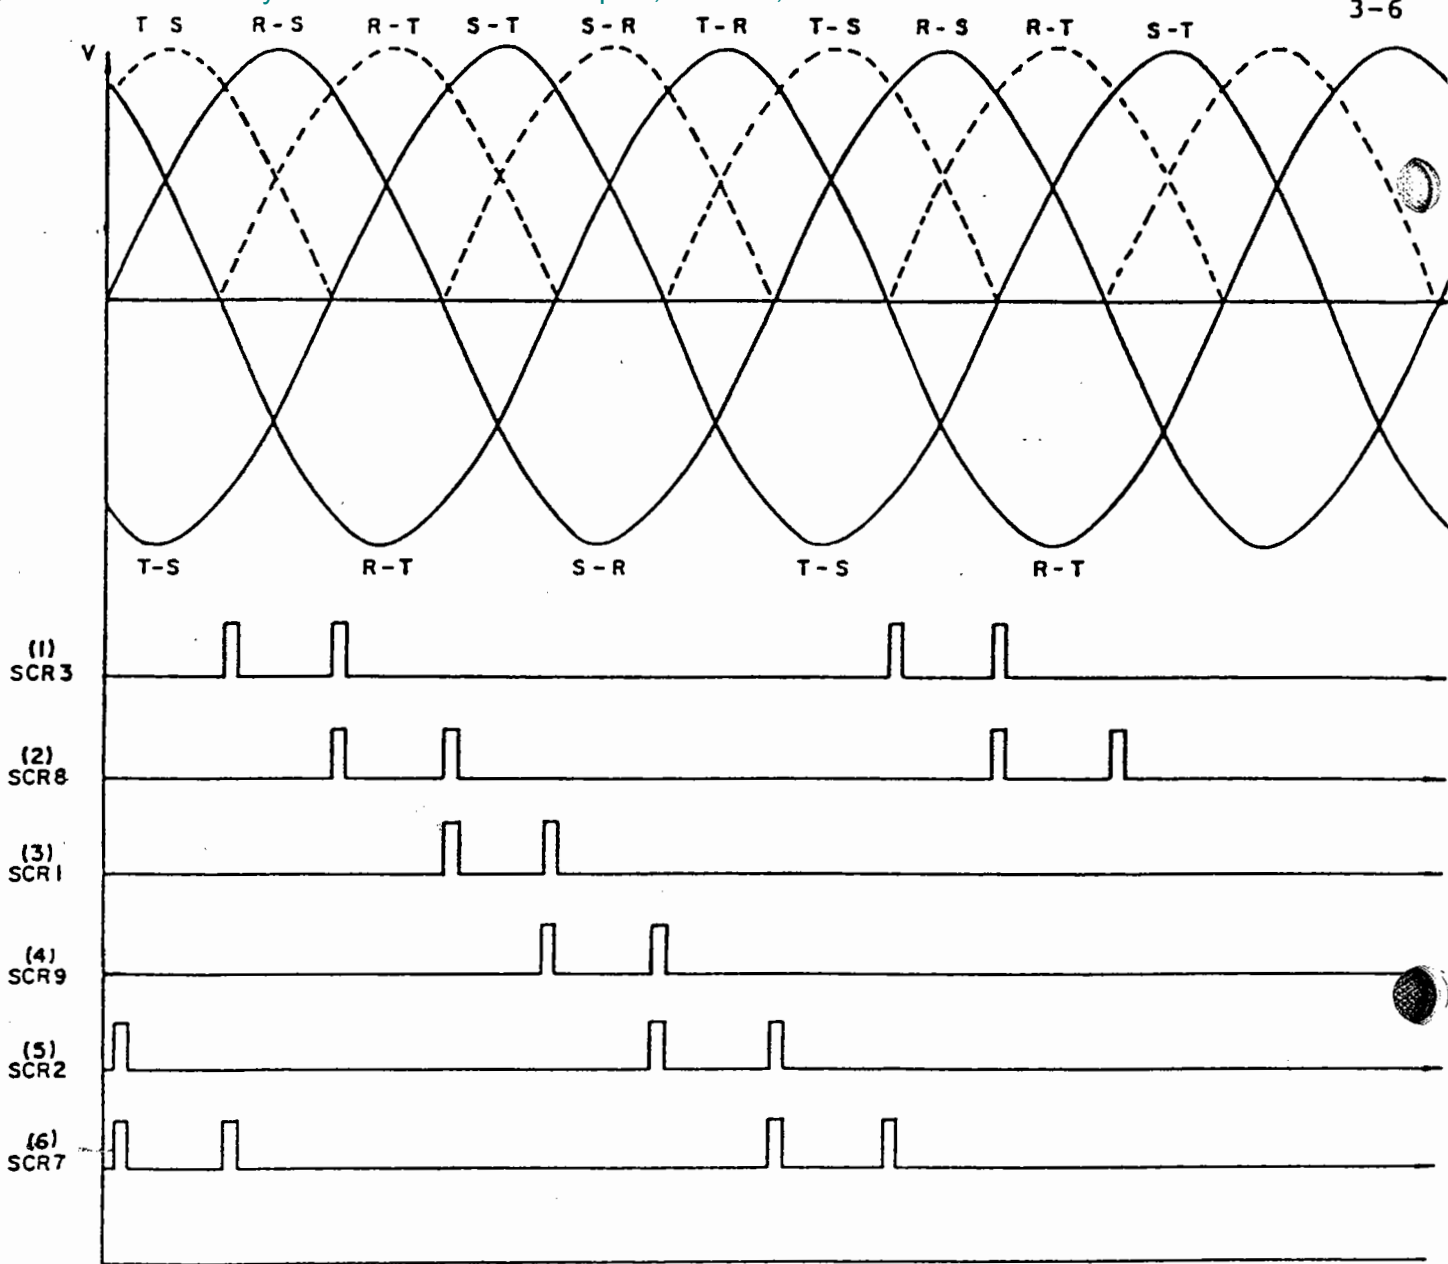 3-6
T S R-S R-T S-T S-R T-R T-S R-S R-T S-T
V
T-S R-T S-R T-S R-T
(1)
SCR3
(2)
SCR8
(3)
SCR1
(4)
SCR9
(5)
SCR2
(6)
SCR7